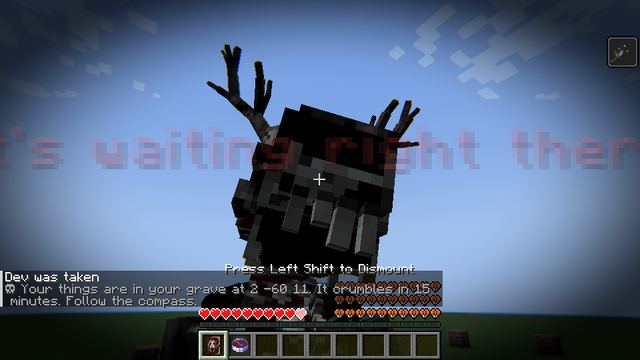 t's waiting right ther
Press Left Shift to Dismount
Dev was taken
☠ Your things are in your grave at 2 -60 11. It crumbles in 15
minutes. Follow the compass.